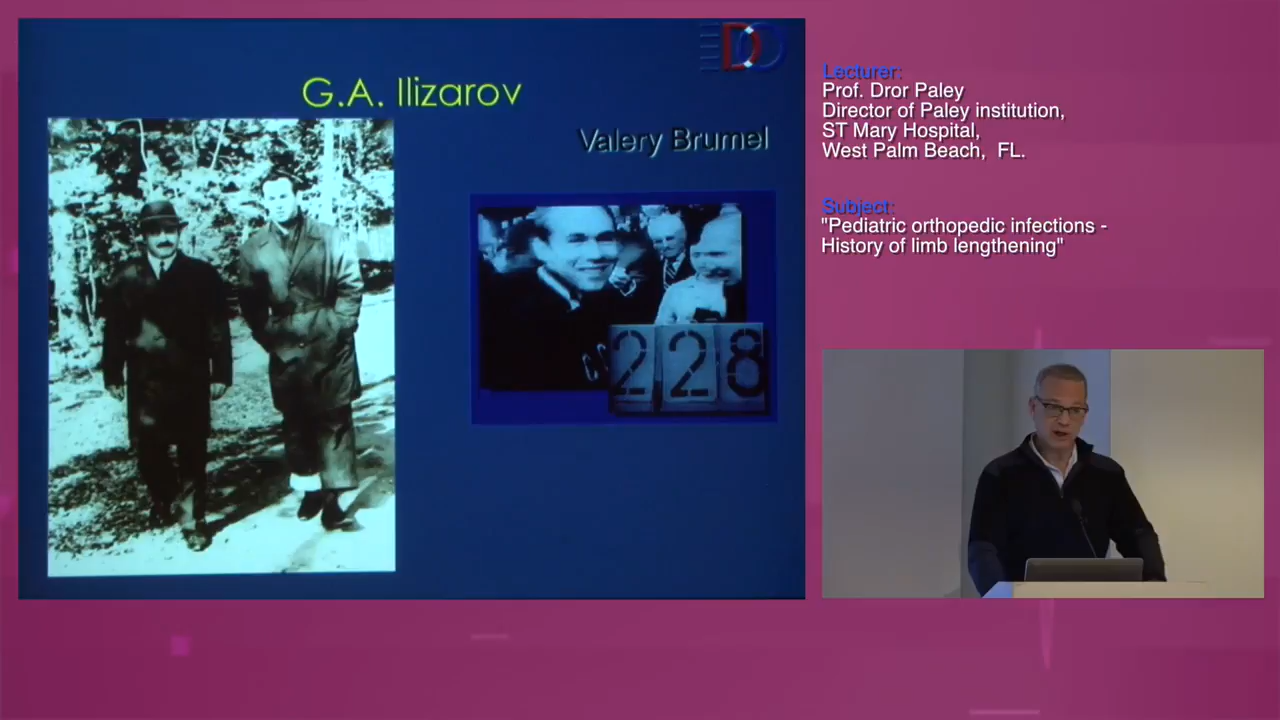 G.A. Ilizarov
Valery Brumel
228
Lecturer:
Prof. Dror Paley
Director of Paley institution,
ST Mary Hospital,
West Palm Beach, FL.
Subject:
"Pediatric orthopedic infections -
History of limb lengthening"